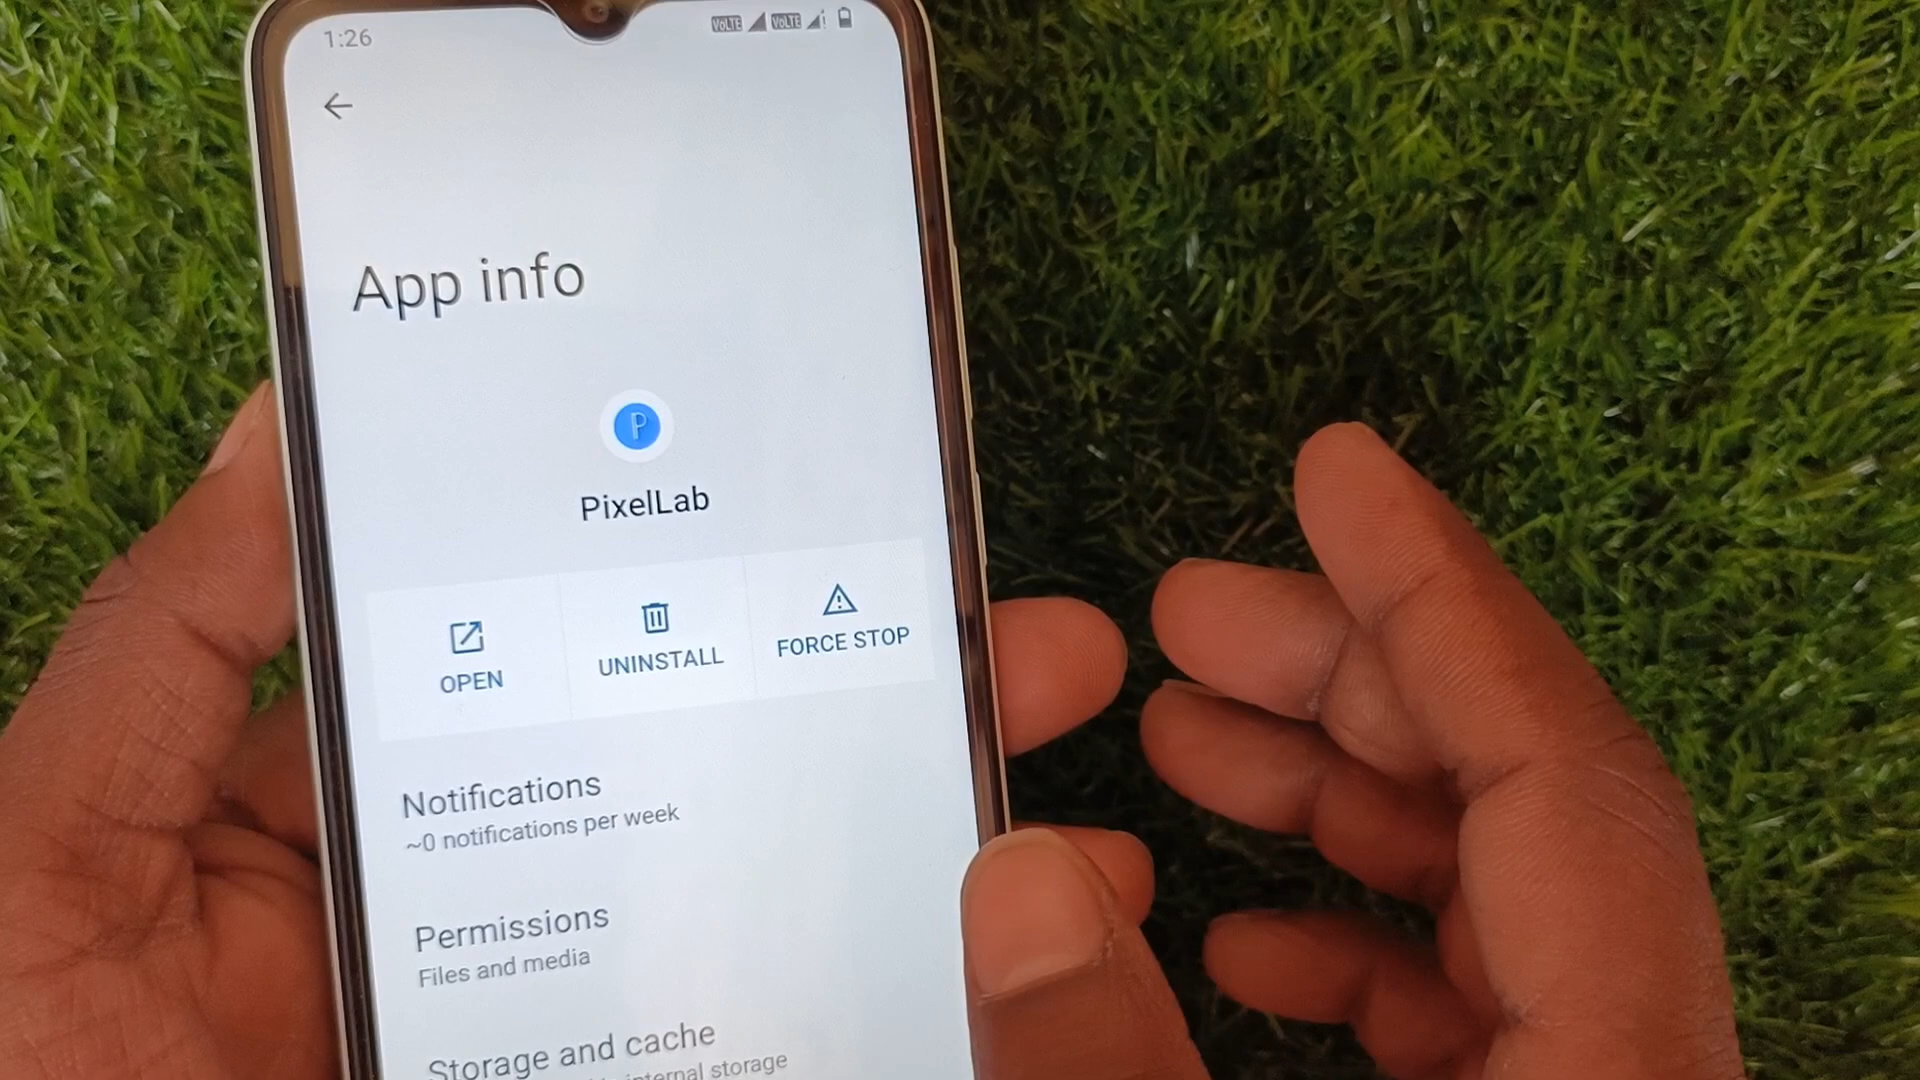 1:26
VoLTE VoLTE
App info
P
PixelLab
OPEN
UNINSTALL
FORCE STOP
Notifications
~0 notifications per week
Permissions
Files and media
Storage and cache
internal storage